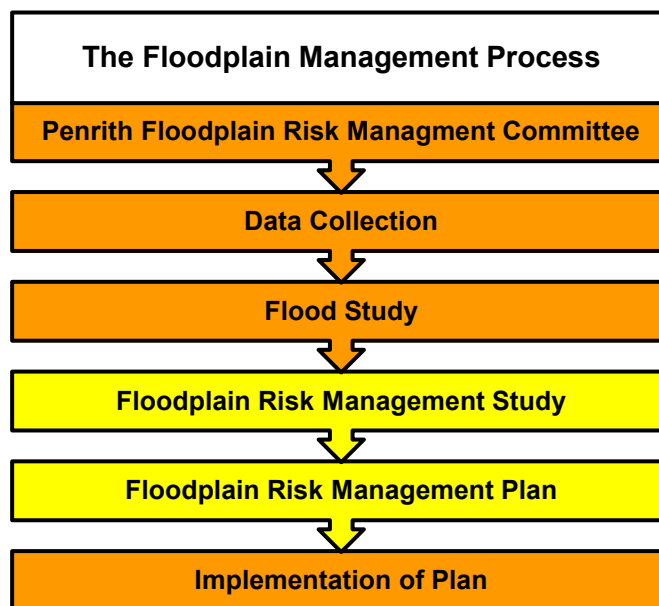 The Floodplain Management Process
Penrith Floodplain Risk Managment Committee
Data Collection
Flood Study
Floodplain Risk Management Study
Floodplain Risk Management Plan
Implementation of Plan